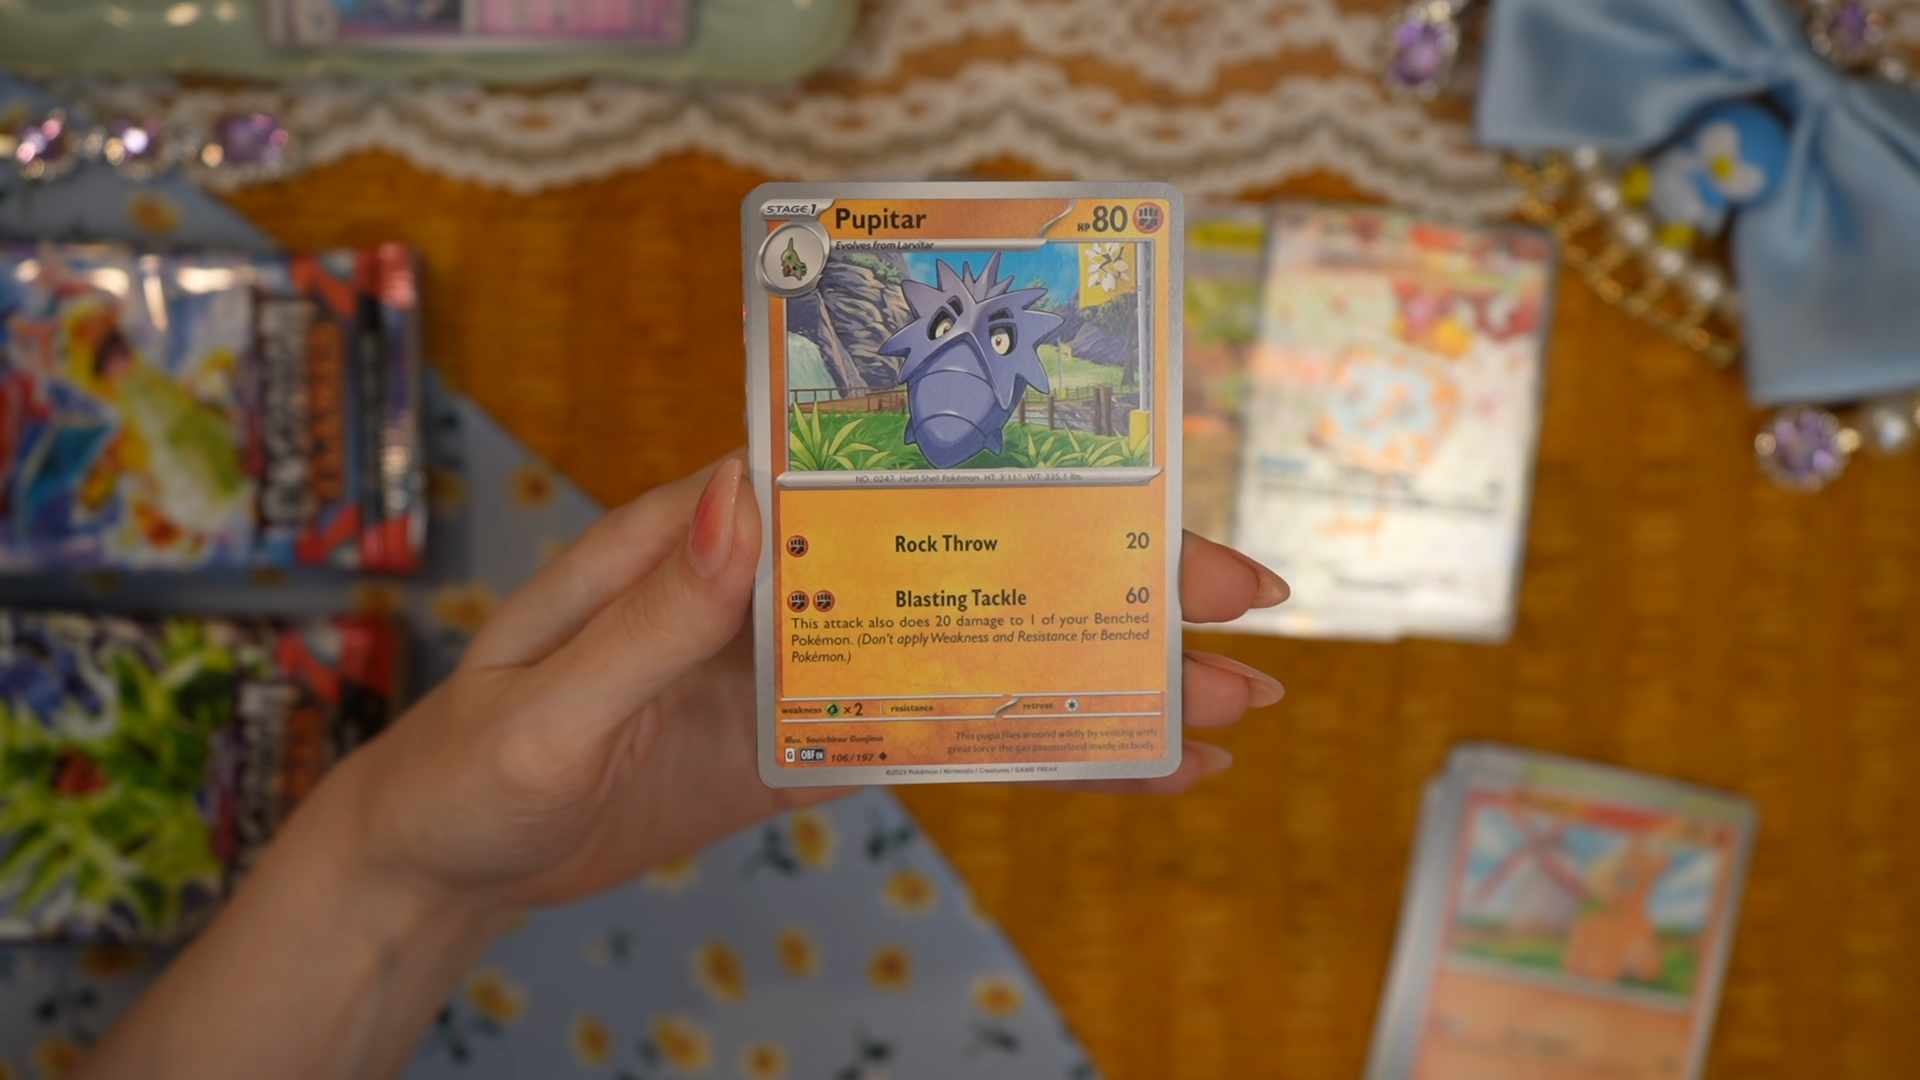 STAGE1
Pupitar
HP80
Evolves from Larvitar
NO. 0247 Hard Shell Pokémon HT: 3'11" WT: 335.1 lbs.
Rock Throw 20
Blasting Tackle 60
This attack also does 20 damage to 1 of your Benched
Pokémon. (Don't apply Weakness and Resistance for Benched
Pokémon.)
weakness ×2 resistance retreat
Illus. Souichirou Gunjima
This pupa flies around wildly by venting with
great force the gas pressurized inside its body.
G OBF EN 106/197
©2023 Pokémon / Nintendo / Creatures / GAME FREAK